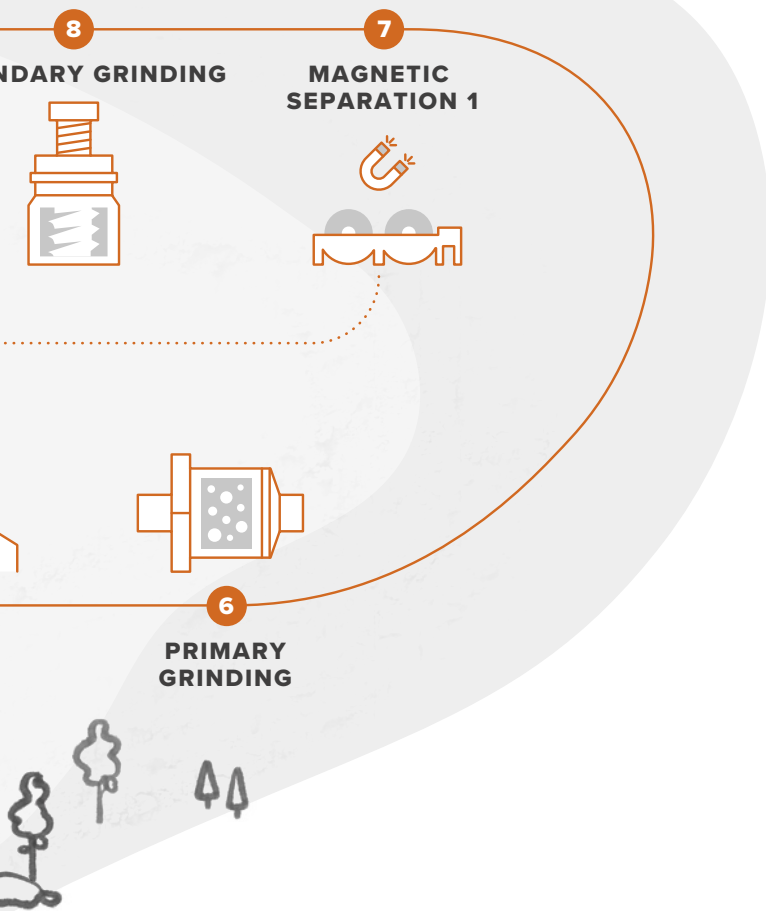 8
NDARY GRINDING
7
MAGNETIC
SEPARATION 1
6
PRIMARY
GRINDING